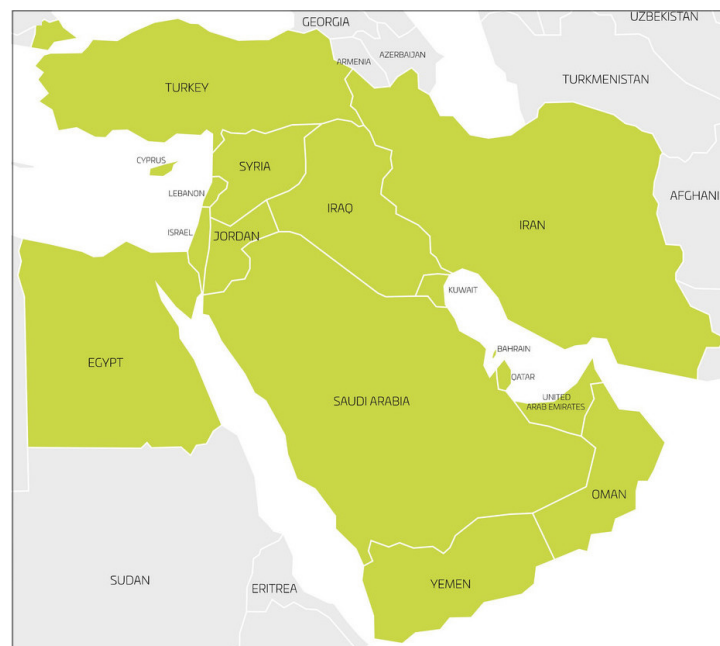 UZBEKISTAN
GEORGIA
ARMENIA
AZERBAIJAN
TURKMENISTAN
TURKEY
CYPRUS
SYRIA
LEBANON
AFGHANI
IRAQ
IRAN
ISRAEL
JORDAN
KUWAIT
BAHRAIN
EGYPT
QATAR
SAUDI ARABIA
UNITED
ARAB EMIRATES
OMAN
SUDAN
ERITREA
YEMEN